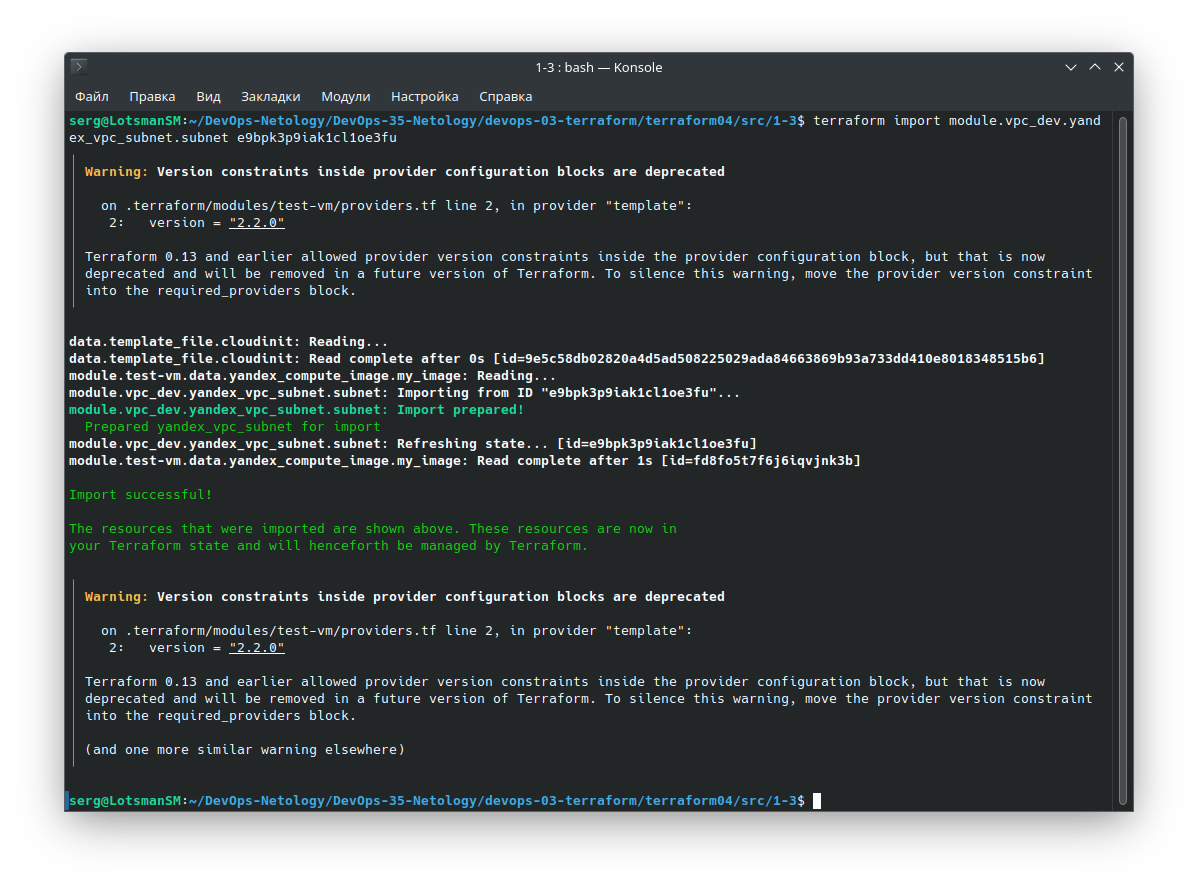 1-3 : bash — Konsole
Файл Правка Вид Закладки Модули Настройка Справка
serg@LotsmanSM:~/DevOps-Netology/DevOps-35-Netology/devops-03-terraform/terraform04/src/1-3$ terraform import module.vpc_dev.yand
ex_vpc_subnet.subnet e9bpk3p9iak1cl1oe3fu
Warning: Version constraints inside provider configuration blocks are deprecated
on .terraform/modules/test-vm/providers.tf line 2, in provider "template":
2: version = "2.2.0"
Terraform 0.13 and earlier allowed provider version constraints inside the provider configuration block, but that is now
deprecated and will be removed in a future version of Terraform. To silence this warning, move the provider version constraint
into the required_providers block.
data.template_file.cloudinit: Reading...
data.template_file.cloudinit: Read complete after 0s [id=9e5c58db02820a4d5ad508225029ada84663869b93a733dd410e8018348515b6]
module.test-vm.data.yandex_compute_image.my_image: Reading...
module.vpc_dev.yandex_vpc_subnet.subnet: Importing from ID "e9bpk3p9iak1cl1oe3fu"...
module.vpc_dev.yandex_vpc_subnet.subnet: Import prepared!
Prepared yandex_vpc_subnet for import
module.vpc_dev.yandex_vpc_subnet.subnet: Refreshing state... [id=e9bpk3p9iak1cl1oe3fu]
module.test-vm.data.yandex_compute_image.my_image: Read complete after 1s [id=fd8fo5t7f6j6iqvjnk3b]
Import successful!
The resources that were imported are shown above. These resources are now in
your Terraform state and will henceforth be managed by Terraform.
Warning: Version constraints inside provider configuration blocks are deprecated
on .terraform/modules/test-vm/providers.tf line 2, in provider "template":
2: version = "2.2.0"
Terraform 0.13 and earlier allowed provider version constraints inside the provider configuration block, but that is now
deprecated and will be removed in a future version of Terraform. To silence this warning, move the provider version constraint
into the required_providers block.
(and one more similar warning elsewhere)
serg@LotsmanSM:~/DevOps-Netology/DevOps-35-Netology/devops-03-terraform/terraform04/src/1-3$